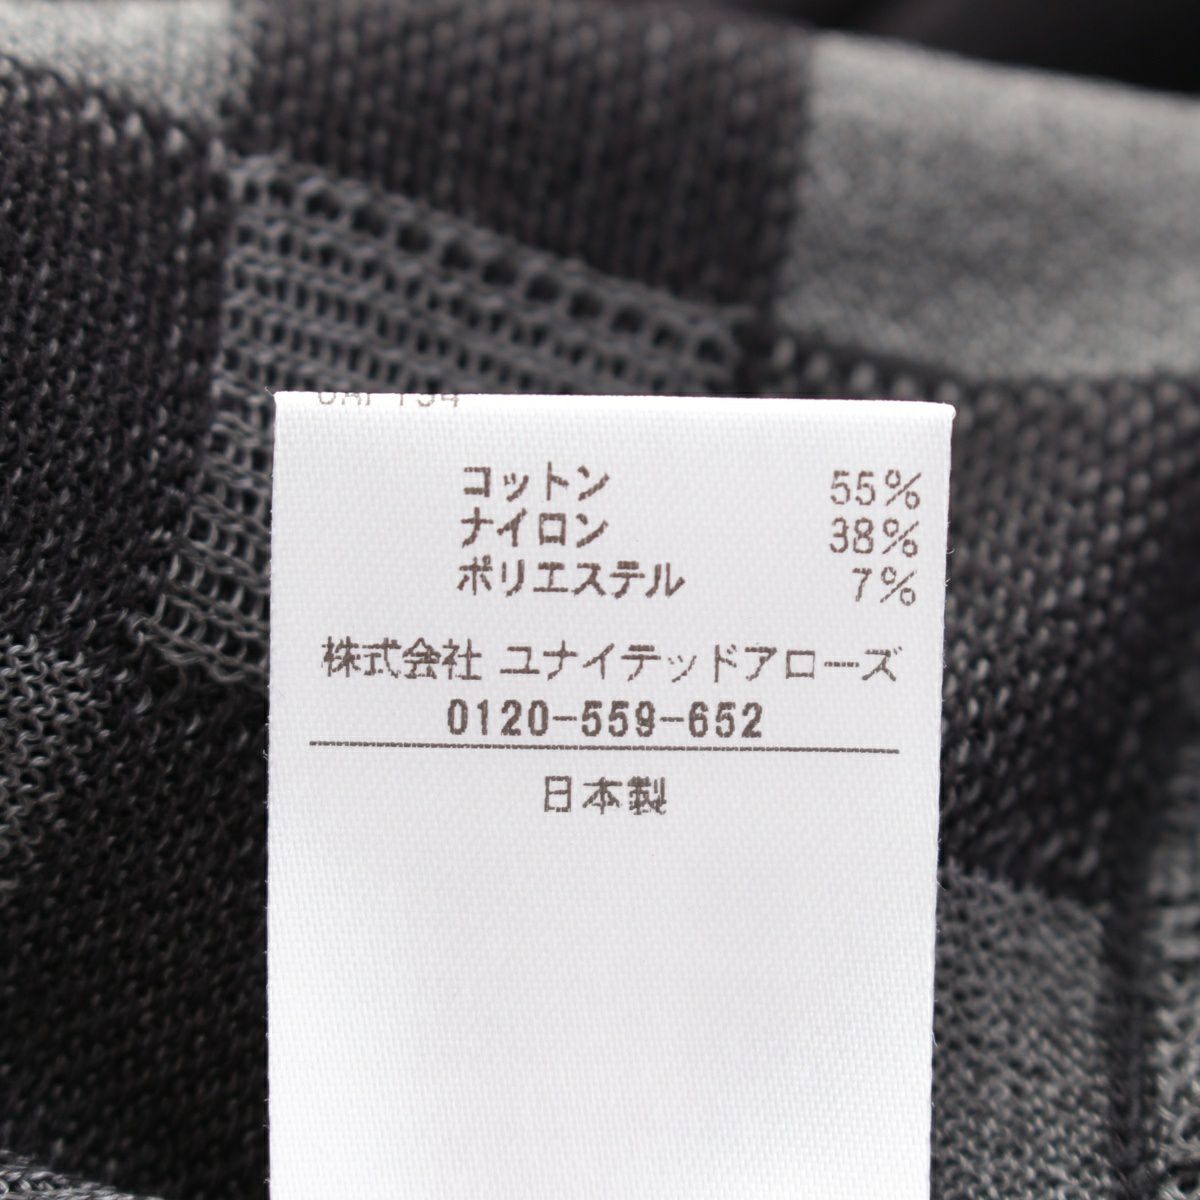 コットン 55%
ナイロン 38%
ポリエステル 7%
株式会社 ユナイテッドアローズ
0120-559-652
日本製